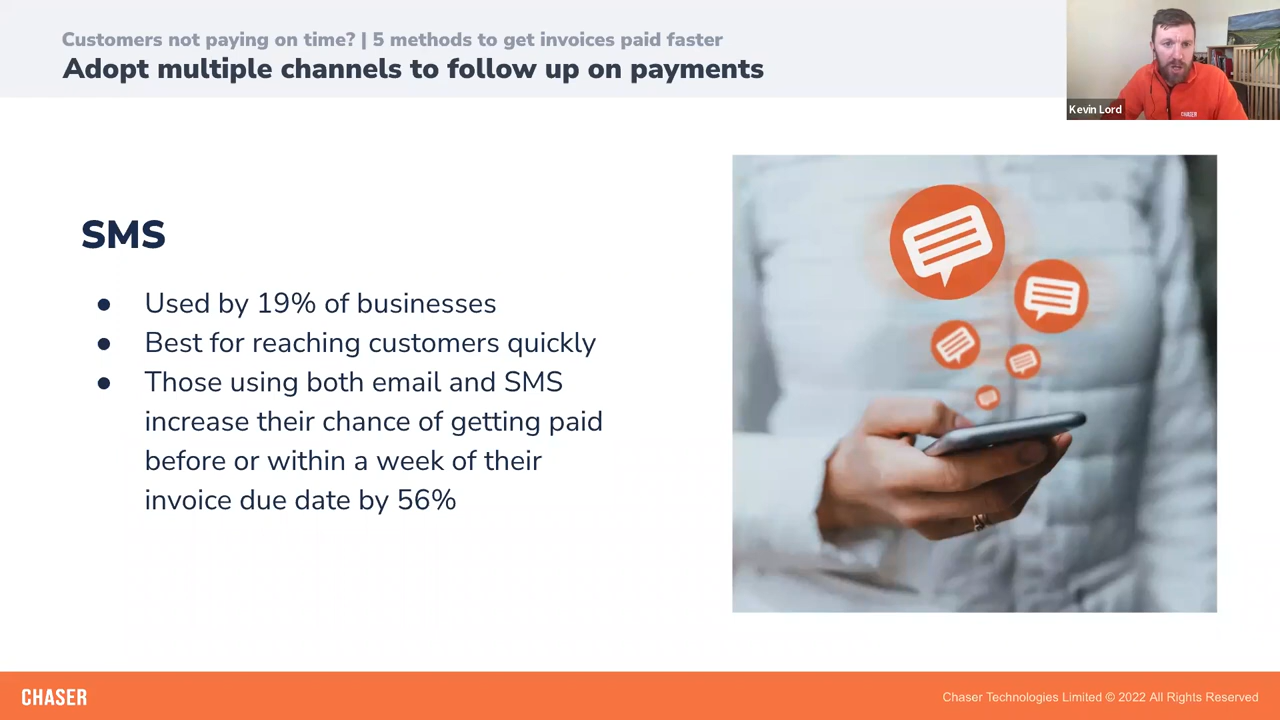 Customers not paying on time? | 5 methods to get invoices paid faster
Adopt multiple channels to follow up on payments
Kevin Lord
CHASER
SMS
● Used by 19% of businesses
● Best for reaching customers quickly
● Those using both email and SMS
increase their chance of getting paid
before or within a week of their
invoice due date by 56%
CHASER
Chaser Technologies Limited © 2022 All Rights Reserved